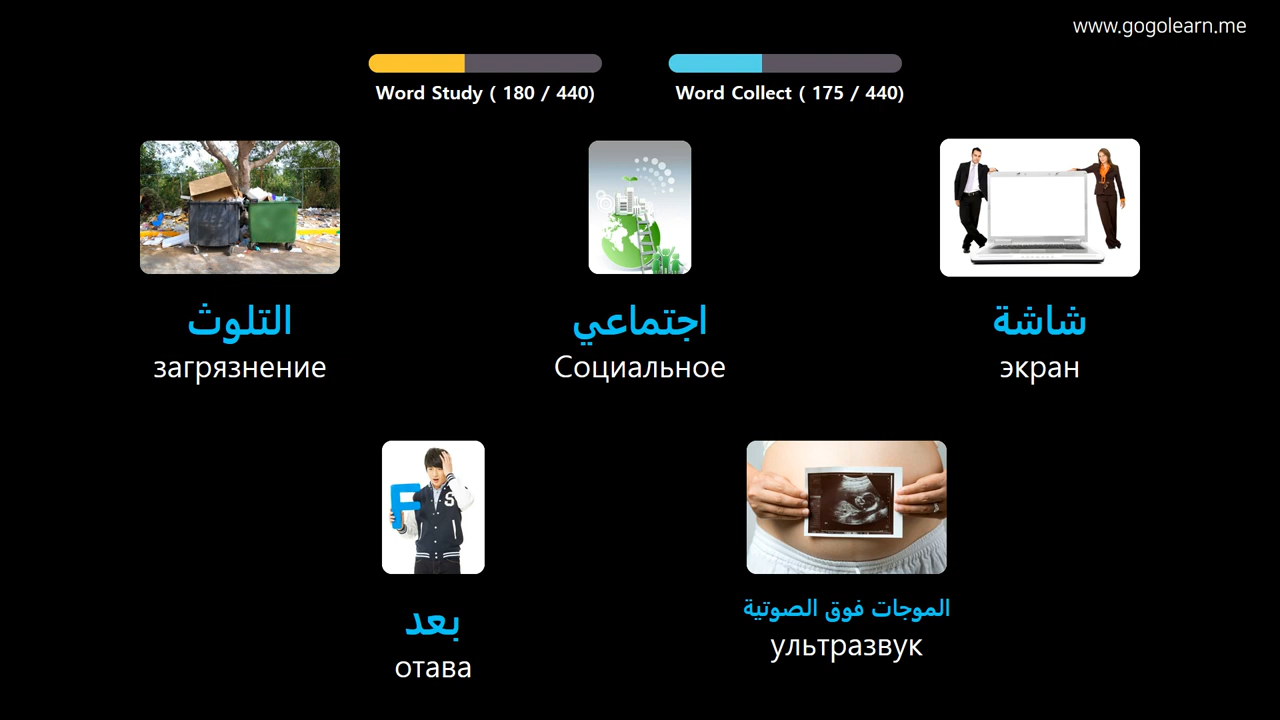 www.gogolearn.me
Word Study ( 180 / 440)
Word Collect ( 175 / 440)
التلوث
загрязнение
اجتماعي
Социальное
شاشة
экран
F
S
بعد
отава
الموجات فوق الصوتية
ультразвук